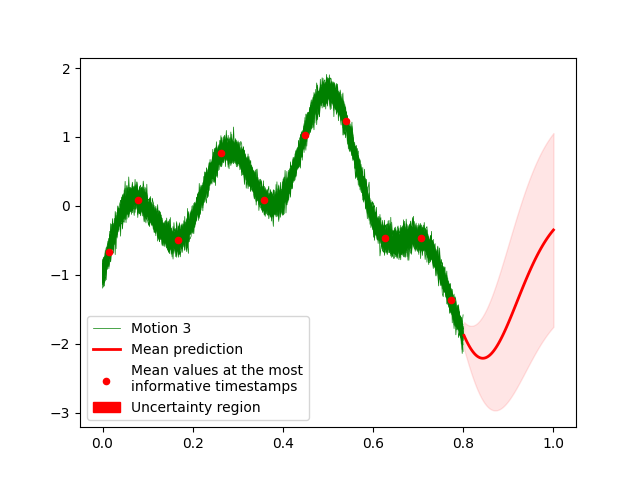 2
1
0
−1
−2
−3
Motion 3
Mean prediction
Mean values at the most
informative timestamps
Uncertainty region
0.0 0.2 0.4 0.6 0.8 1.0